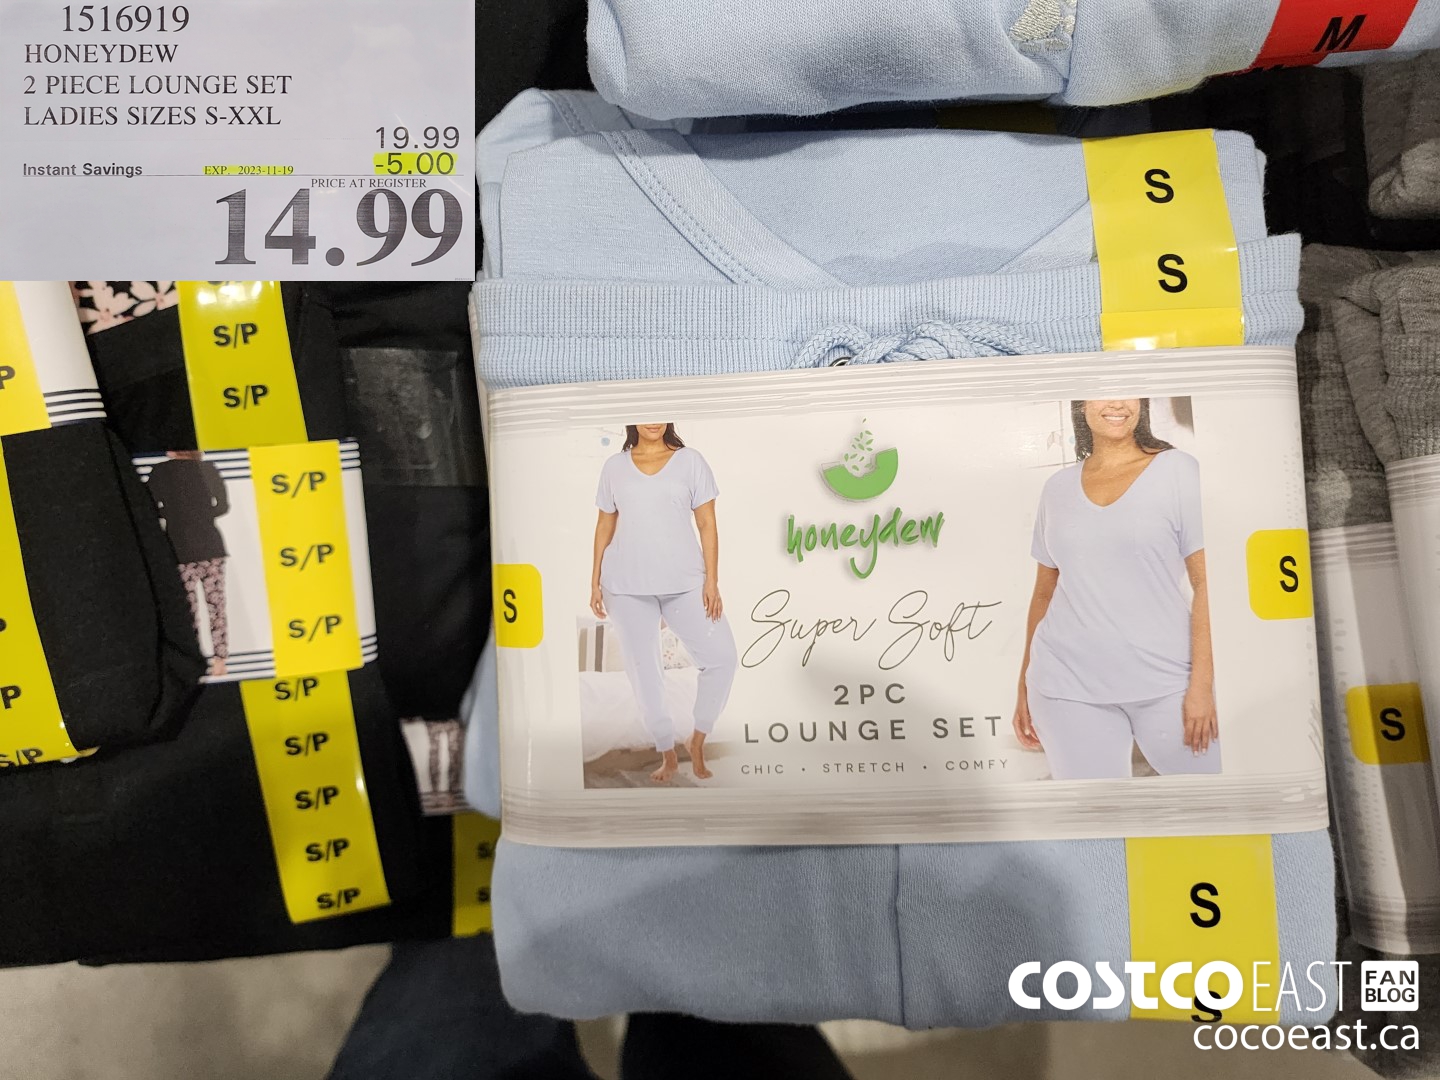 1516919
HONEYDEW
2 PIECE LOUNGE SET
LADIES SIZES S-XXL
19.99
Instant Savings EXP. 2023-11-19 -5.00
PRICE AT REGISTER
14.99
M
S
S
S/P
S/P
S/P
S/P
S/P
S/P
S/P
S/P
S/P
S/P
P
P
S/P
honeydew
Super Soft
2PC
LOUNGE SET
CHIC • STRETCH • COMFY
S
S
S
S
S
COSTCO EAST FAN BLOG
cocoeast.ca